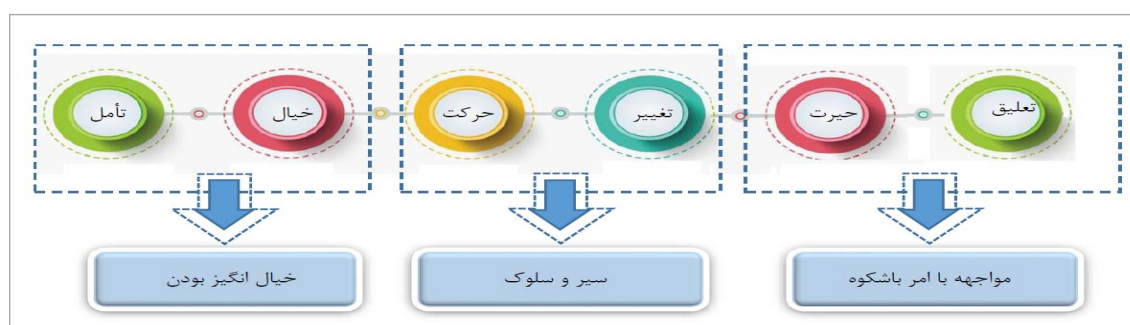 تعلیق
حیرت
تغییر
حرکت
خیال
تأمل
مواجهه با امر باشکوه
سیر و سلوک
خیال انگیز بودن